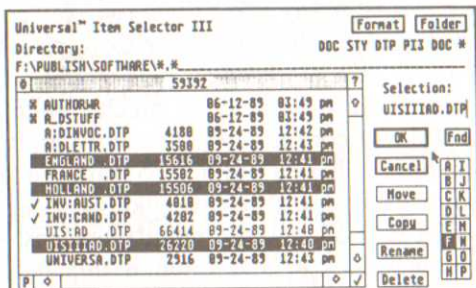 Universal™ Item Selector III
Format Folder
Directory:
DOC STY DTP PI3 DOC *
F:\PUBLISH\SOFTWARE\*.*
59392 ?
Selection:
UISIIIAD.DTP
AUTHORWR 06-12-89 03:49 pm
A_DSTUFF 06-12-89 03:49 pm
A:DINVOC.DTP 4180 09-24-89 12:42 pm
A:DLETTR.DTP 3500 09-24-89 12:43 pm
ENGLAND .DTP 15616 09-24-89 12:41 pm
FRANCE .DTP 15502 09-24-89 12:41 pm
HOLLAND .DTP 15506 09-24-89 12:41 pm
✓ INV:AUST.DTP 4010 09-24-89 12:41 pm
✓ INV:CAND.DTP 4202 09-24-89 12:41 pm
UIS:AD .DTP 66414 09-24-89 12:40 pm
UISIIIAD.DTP 26220 09-24-89 12:40 pm
UNIVERSA.DTP 2916 09-24-89 12:43 pm
P ✓
OK Fnd
Cancel
Move
Copy
Rename
Delete
A I
B J
C K
D L
E M
F N
G O
H P